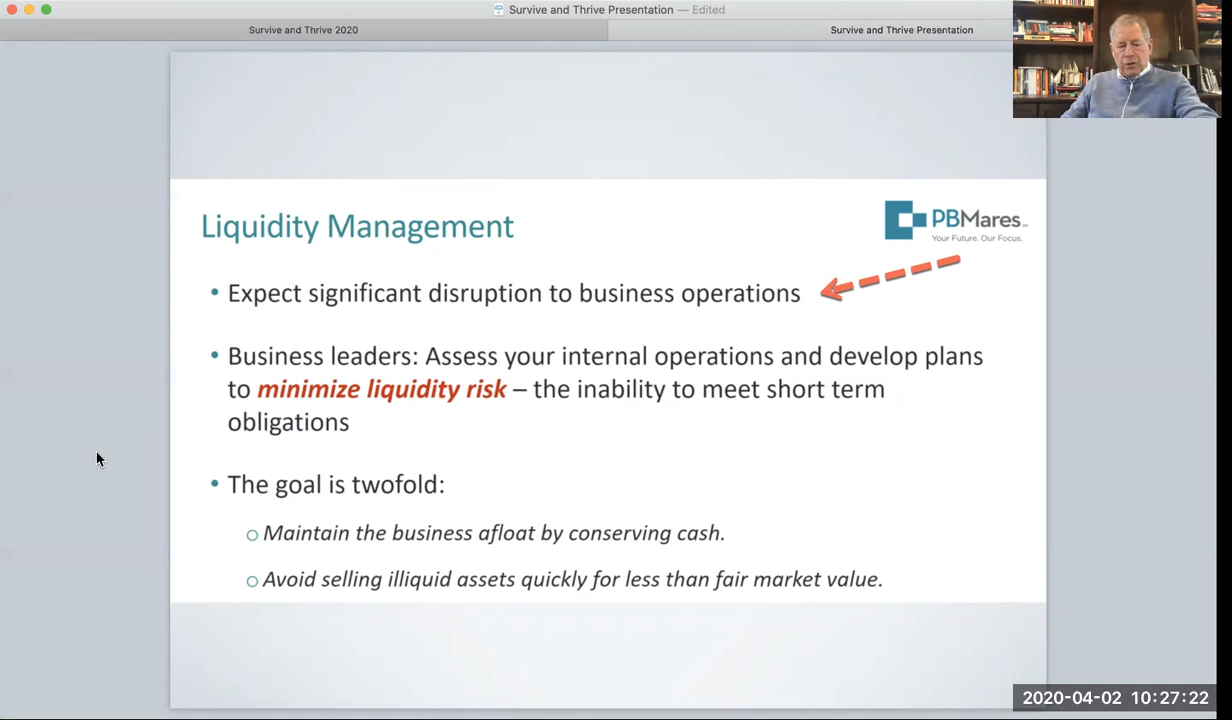 Survive and Thrive Presentation — Edited
Survive and Thrive 2020
Survive and Thrive Presentation
Liquidity Management
PBMares
Your Future. Our Focus.
• Expect significant disruption to business operations
• Business leaders: Assess your internal operations and develop plans
to minimize liquidity risk – the inability to meet short term
obligations
• The goal is twofold:
o Maintain the business afloat by conserving cash.
o Avoid selling illiquid assets quickly for less than fair market value.
2020-04-02 10:27:22